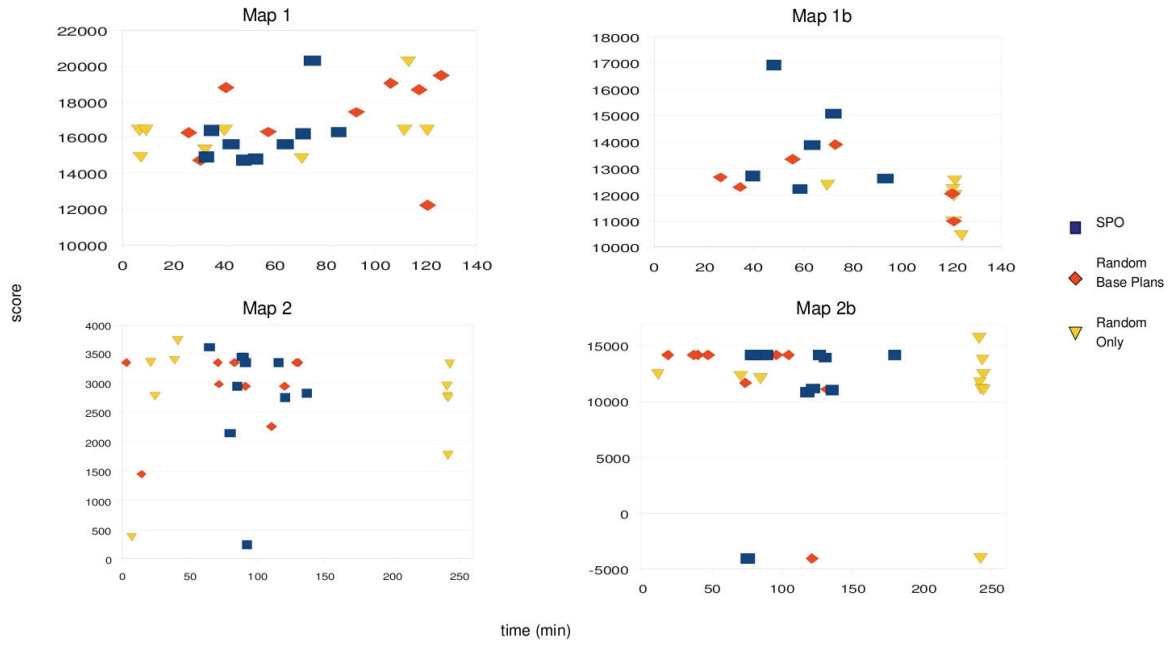 Map 1
22000
20000
18000
16000
14000
12000
10000
0 20 40 60 80 100 120 140
Map 1b
18000
17000
16000
15000
14000
13000
12000
11000
10000
0 20 40 60 80 100 120 140
SPO
Random
Base Plans
Random
Only
score
Map 2
4000
3500
3000
2500
2000
1500
1000
500
0
0 50 100 150 200 250
Map 2b
15000
10000
5000
0
-5000
0 50 100 150 200 250
time (min)